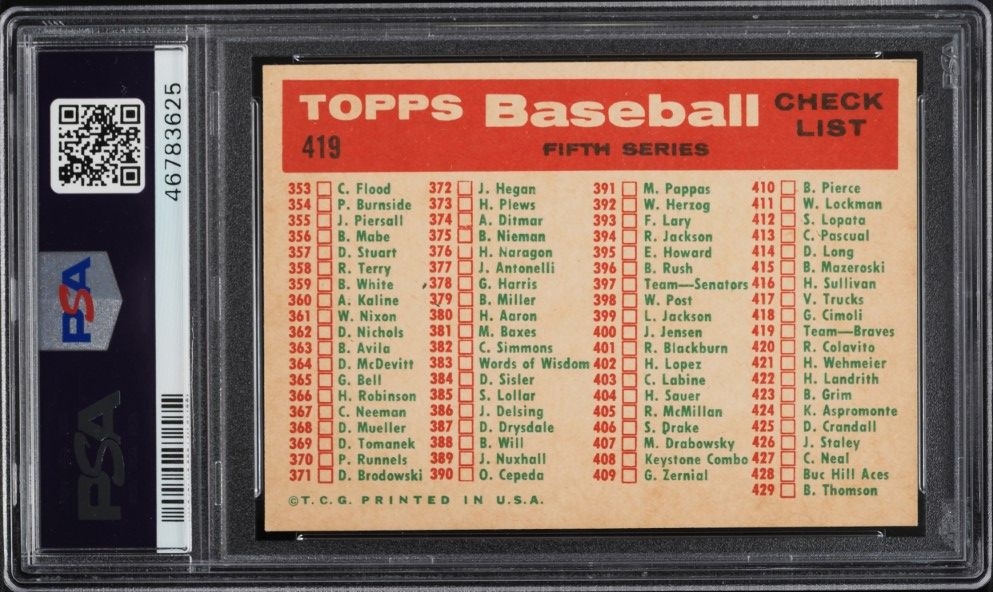 TOPPS Baseball CHECK LIST
419 FIFTH SERIES
353 C. Flood
354 P. Burnside
355 J. Piersall
356 B. Mabe
357 D. Stuart
358 R. Terry
359 B. White
360 A. Kaline
361 W. Nixon
362 D. Nichols
363 B. Avila
364 D. McDevitt
365 G. Bell
366 H. Robinson
367 C. Neeman
368 D. Mueller
369 D. Tomanek
370 P. Runnels
371 D. Brodowski
372 J. Hegan
373 H. Plews
374 A. Ditmar
375 B. Nieman
376 H. Naragon
377 J. Antonelli
378 G. Harris
379 B. Miller
380 H. Aaron
381 M. Baxes
382 C. Simmons
383 Words of Wisdom
384 D. Sisler
385 S. Lollar
386 J. Delsing
387 D. Drysdale
388 B. Will
389 J. Nuxhall
390 O. Cepeda
391 M. Pappas
392 W. Herzog
393 F. Lary
394 R. Jackson
395 E. Howard
396 B. Rush
397 Team—Senators
398 W. Post
399 L. Jackson
400 J. Jensen
401 R. Blackburn
402 H. Lopez
403 C. Labine
404 H. Sauer
405 R. McMillan
406 S. Drake
407 M. Drabowsky
408 Keystone Combo
409 G. Zernial
410 B. Pierce
411 W. Lockman
412 S. Lopata
413 C. Pascual
414 D. Long
415 B. Mazeroski
416 H. Sullivan
417 V. Trucks
418 G. Cimoli
419 Team—Braves
420 R. Colavito
421 H. Wehmeier
422 H. Landrith
423 B. Grim
424 K. Aspromonte
425 D. Crandall
426 J. Staley
427 C. Neal
428 Buc Hill Aces
429 B. Thomson
©T.C.G. PRINTED IN U.S.A.
46783625
PSA
PSA
PSA